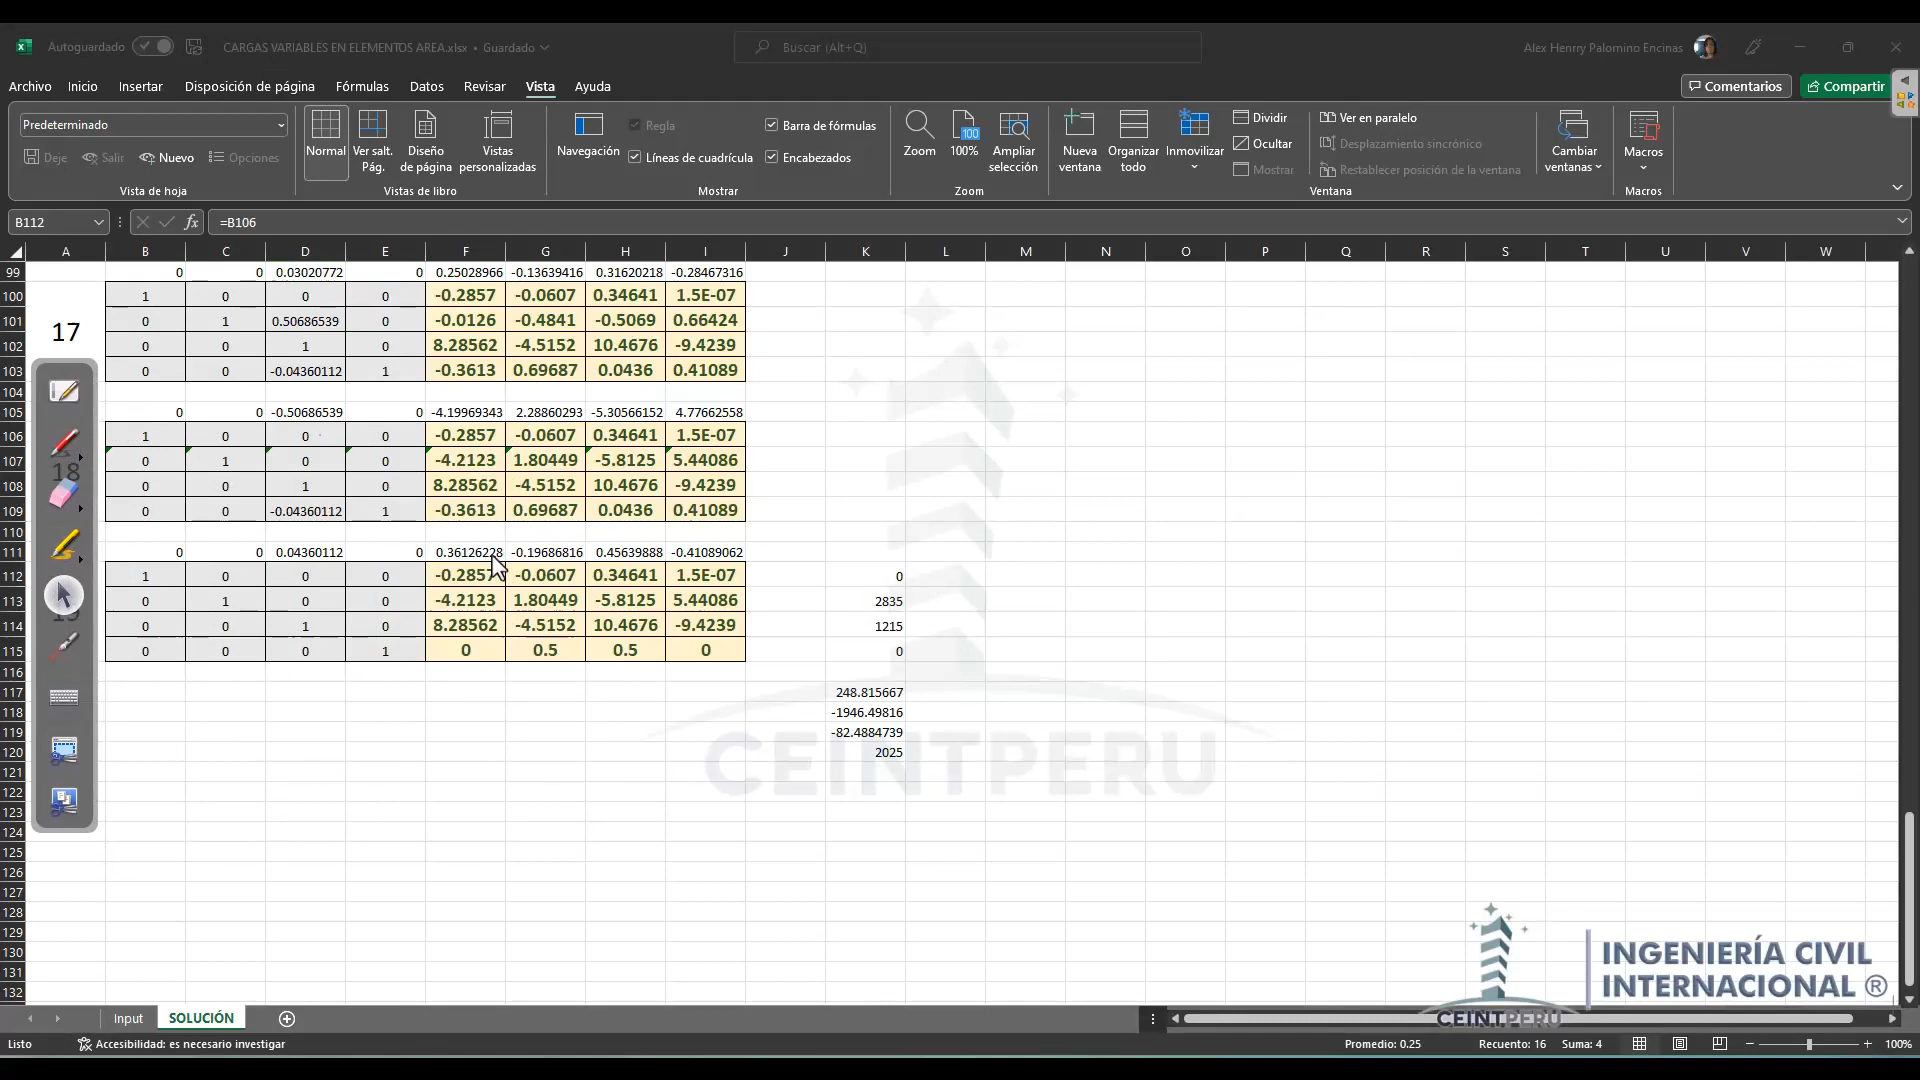 Autoguardado CARGAS VARIABLES EN ELEMENTOS AREA.xlsx • Guardado Buscar (Alt+Q) Alex Henrry Palomino Encinas
Archivo Inicio Insertar Disposición de página Fórmulas Datos Revisar Vista Ayuda Comentarios Compartir
Predeterminado
Deje Salir Nuevo Opciones
Vista de hoja
Normal Ver salt. Pág. Diseño de página Vistas personalizadas
Vistas de libro
Navegación Regla Barra de fórmulas
Líneas de cuadrícula Encabezados
Mostrar
Zoom 100 100% Ampliar selección
Zoom
Nueva ventana Organizar todo Inmovilizar
Dividir Ver en paralelo
Ocultar Desplazamiento sincrónico
Mostrar Restablecer posición de la ventana
Cambiar ventanas
Ventana
Macros
Macros
B112 fx =B106
A B C D E F G H I J K L M N O P Q R S T U V W
99 0 0 0.03020772 0 0.25028966 -0.13639416 0.31620218 -0.28467316
100 1 0 0 0 -0.2857 -0.0607 0.34641 1.5E-07
101 17 0 1 0.50686539 0 -0.0126 -0.4841 -0.5069 0.66424
102 0 0 1 0 8.28562 -4.5152 10.4676 -9.4239
103 0 0 -0.04360112 1 -0.3613 0.69687 0.0436 0.41089
104
105 0 0 -0.50686539 0 -4.19969343 2.28860293 -5.30566152 4.77662558
106 1 0 0 0 -0.2857 -0.0607 0.34641 1.5E-07
107 18 0 1 0 0 -4.2123 1.80449 -5.8125 5.44086
108 0 0 1 0 8.28562 -4.5152 10.4676 -9.4239
109 0 0 -0.04360112 1 -0.3613 0.69687 0.0436 0.41089
110
111 0 0 0.04360112 0 0.36126228 -0.19686816 0.45639888 -0.41089062
112 1 0 0 0 -0.2857 -0.0607 0.34641 1.5E-07 0
113 0 1 0 0 -4.2123 1.80449 -5.8125 5.44086 2835
114 0 0 1 0 8.28562 -4.5152 10.4676 -9.4239 1215
115 0 0 0 1 0 0.5 0.5 0 0
116
117 248.815667
118 -1946.49816
119 -82.4884739
120 2025
121
122
123
124
125
126
127
128
129
130
131
132
CEINTPERU
INGENIERÍA CIVIL
INTERNACIONAL ®
CEINTPERU
Input SOLUCIÓN
Listo Accesibilidad: es necesario investigar Promedio: 0.25 Recuento: 16 Suma: 4 100%